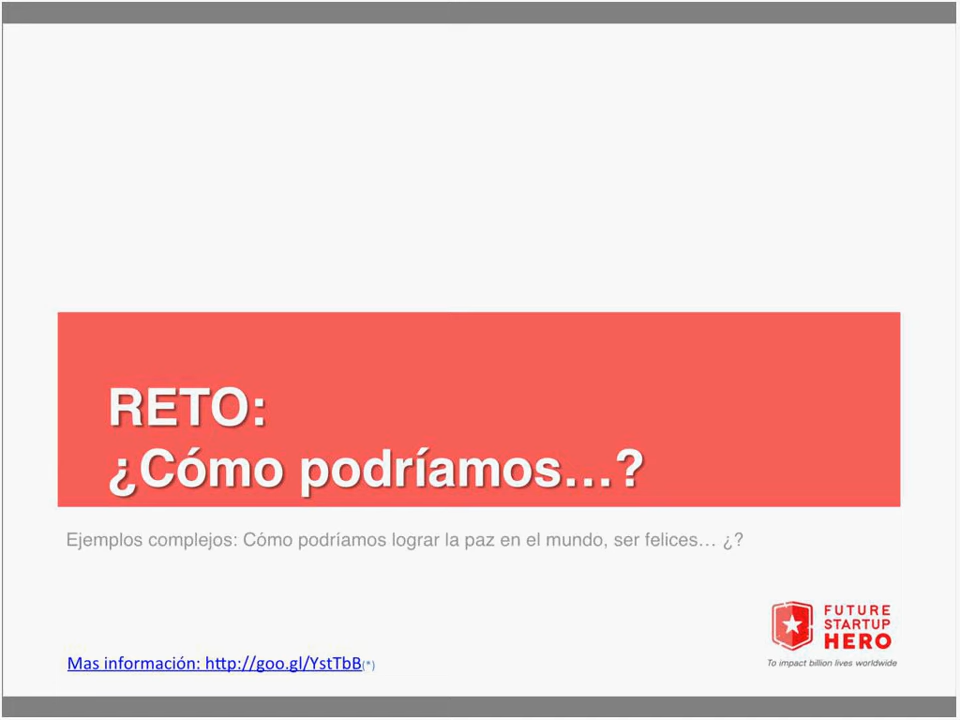 RETO:
¿Cómo podríamos...?
Ejemplos complejos: Cómo podríamos lograr la paz en el mundo, ser felices... ¿?
FUTURE
STARTUP
HERO
To impact billion lives worldwide
Mas información: http://goo.gl/YstTbB(*)